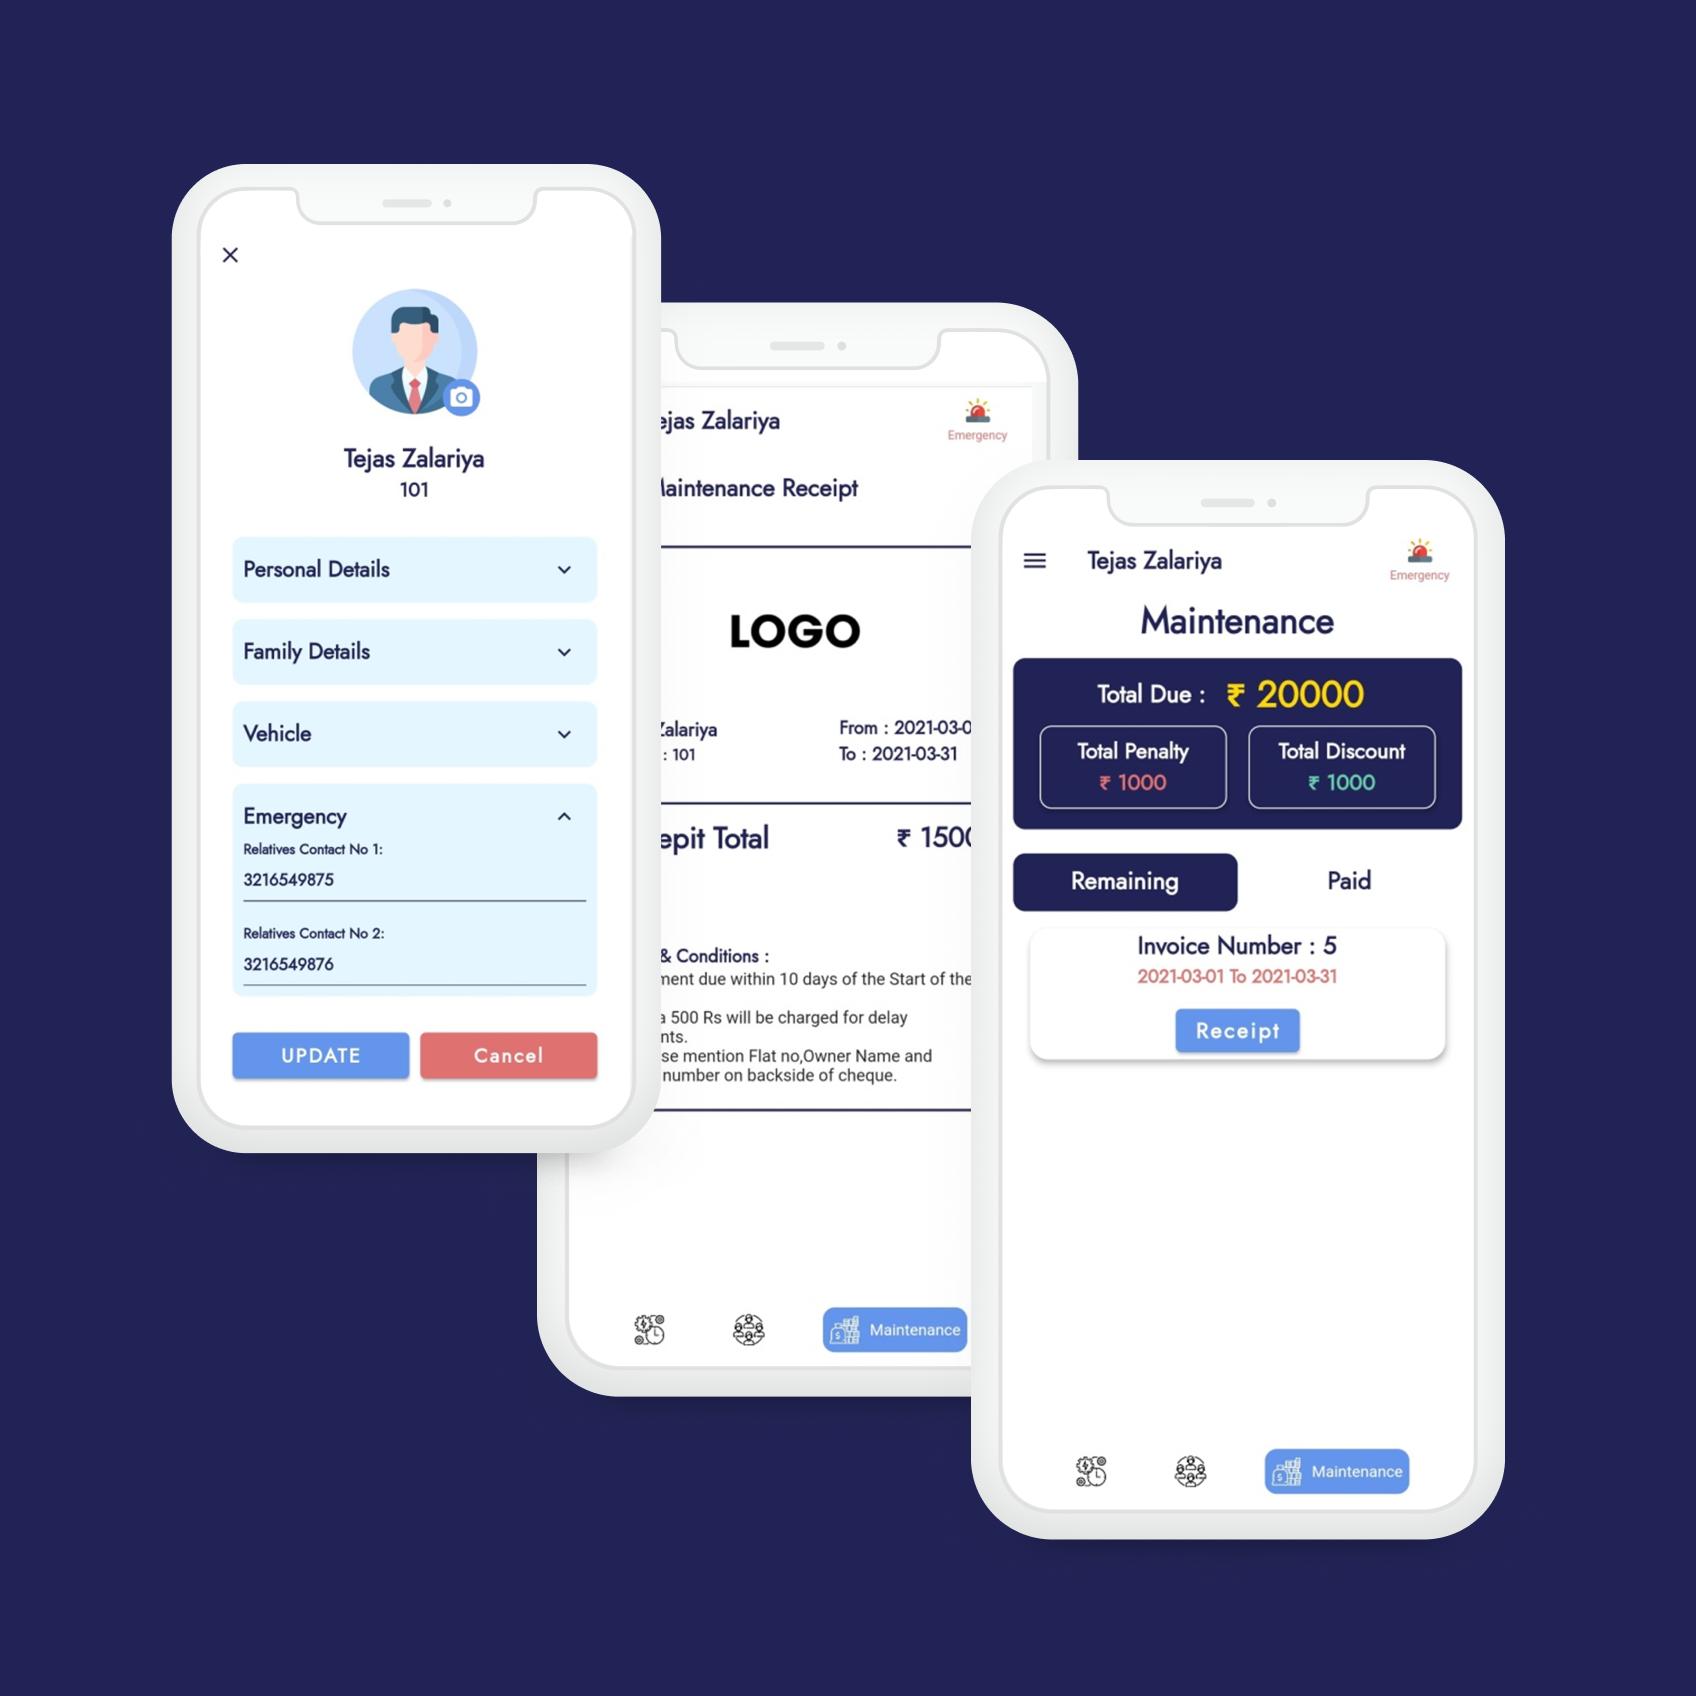 Tejas Zalariya
101
Personal Details
Family Details
Vehicle
Emergency
Relatives Contact No 1:
3216549875
Relatives Contact No 2:
3216549876
UPDATE
Cancel
ejas Zalariya
Emergency
aintenance Receipt
LOGO
Zalariya
: 101
From : 2021-03-0
To : 2021-03-31
epit Total
₹ 150
& Conditions :
ment due within 10 days of the Start of the
a 500 Rs will be charged for delay
nts.
se mention Flat no,Owner Name and
number on backside of cheque.
Maintenance
Tejas Zalariya
Emergency
Maintenance
Total Due : ₹ 20000
Total Penalty
₹ 1000
Total Discount
₹ 1000
Remaining
Paid
Invoice Number : 5
2021-03-01 To 2021-03-31
Receipt
Maintenance